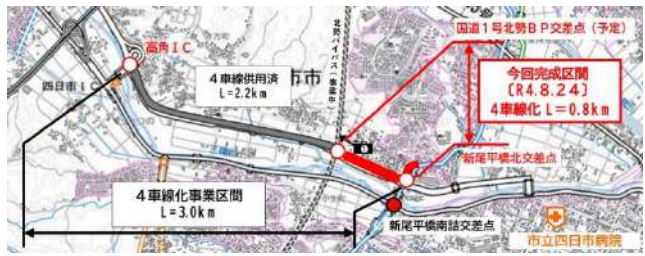 国道1号北勢BP交差点（予定）
高角IC
北勢バイパス（事業中）
4車線供用済
L=2.2km
市市
四日市IC
今回完成区間
〔R4.8.24〕
4車線化 L=0.8km
新尾平橋北交差点
4車線化事業区間
L=3.0km
新尾平橋南詰交差点
市立四日市病院